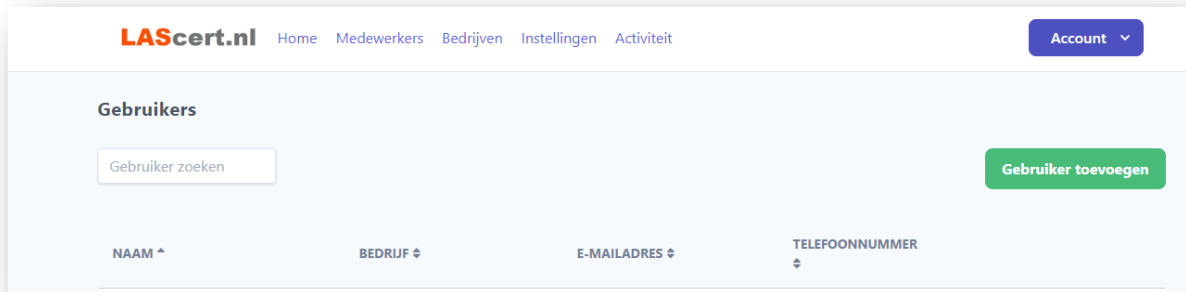 LAScert.nl Home Medewerkers Bedrijven Instellingen Activiteit Account
Gebruikers
Gebruiker zoeken
Gebruiker toevoegen
NAAM BEDRIJF E-MAILADRES TELEFOONNUMMER